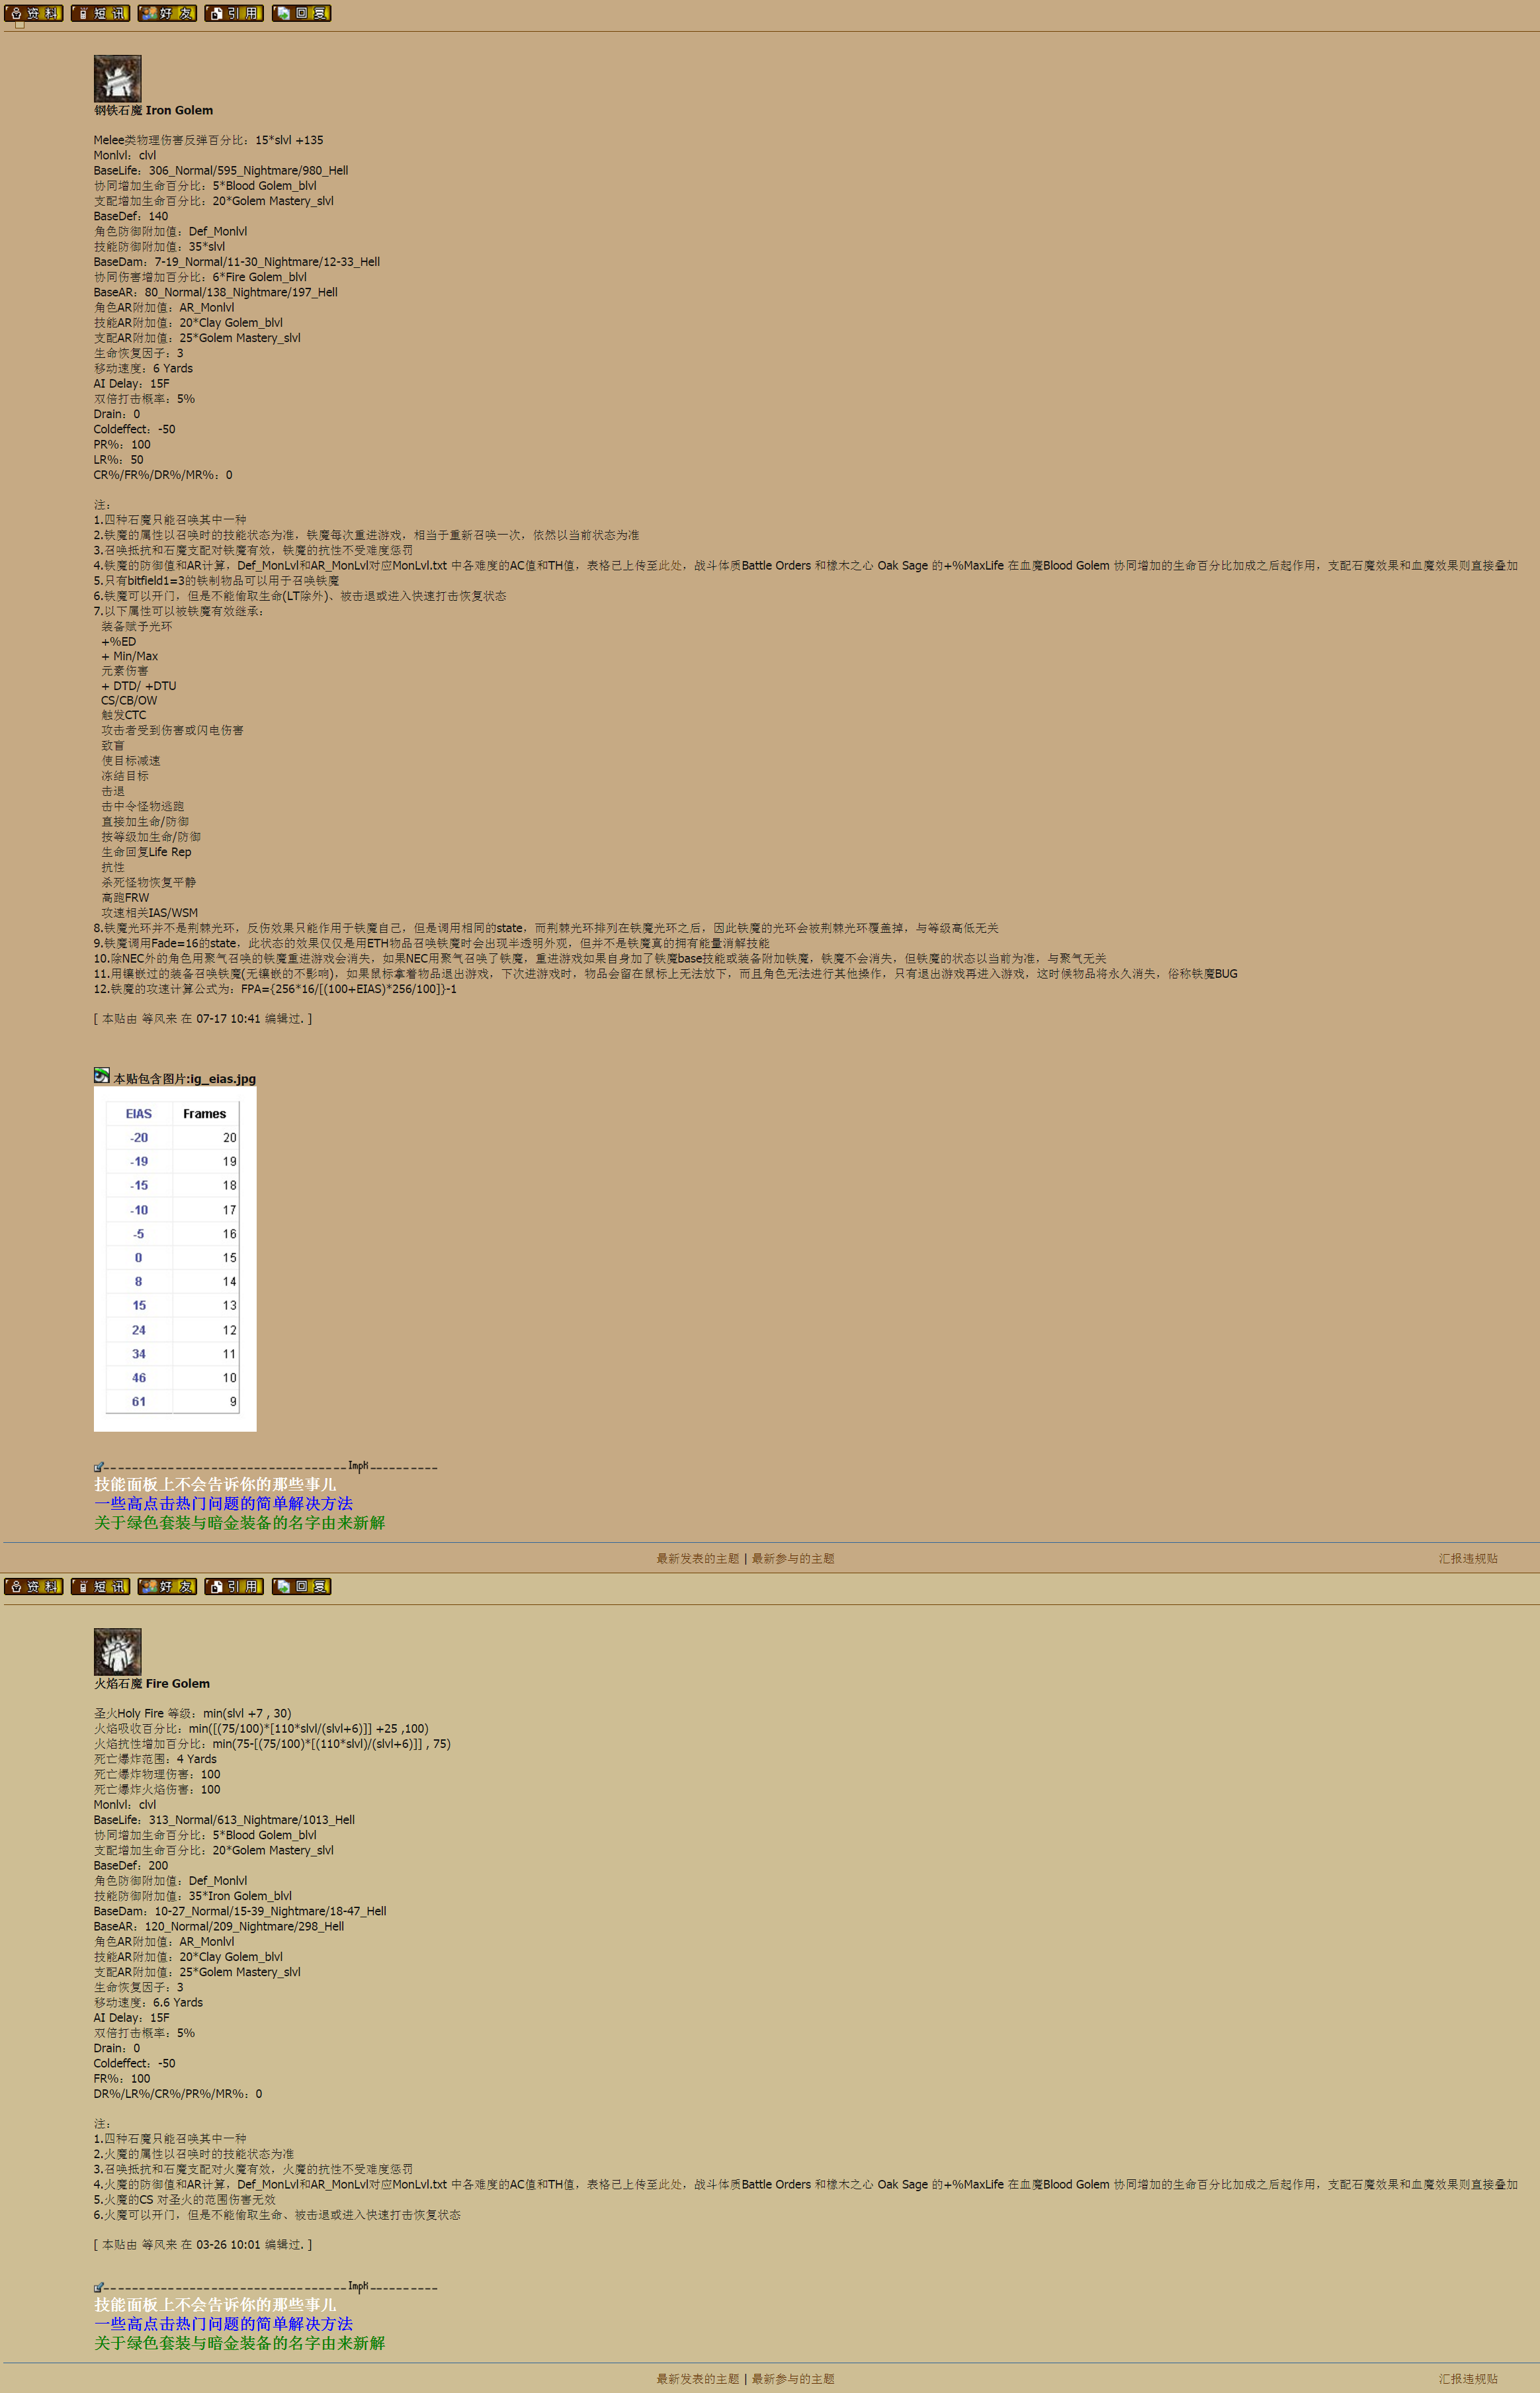 资料 短讯 好友 引用 回复
钢铁石魔 Iron Golem
Melee类物理伤害反弹百分比：15*slvl +135
Monlvl：clvl
BaseLife：306_Normal/595_Nightmare/980_Hell
协同增加生命百分比：5*Blood Golem_blvl
支配增加生命百分比：20*Golem Mastery_slvl
BaseDef：140
角色防御附加值：Def_Monlvl
技能防御附加值：35*slvl
BaseDam：7-19_Normal/11-30_Nightmare/12-33_Hell
协同伤害增加百分比：6*Fire Golem_blvl
BaseAR：80_Normal/138_Nightmare/197_Hell
角色AR附加值：AR_Monlvl
技能AR附加值：20*Clay Golem_blvl
支配AR附加值：25*Golem Mastery_slvl
生命恢复因子：3
移动速度：6 Yards
AI Delay：15F
双倍打击概率：5%
Drain：0
Coldeffect：-50
PR%：100
LR%：50
CR%/FR%/DR%/MR%：0
注：
1.四种石魔只能召唤其中一种
2.铁魔的属性以召唤时的技能状态为准，铁魔每次重进游戏，相当于重新召唤一次，依然以当前状态为准
3.召唤抵抗和石魔支配对铁魔有效，铁魔的抗性不受难度惩罚
4.铁魔的防御值和AR计算，Def_MonLvl和AR_MonLvl对应MonLvl.txt 中各难度的AC值和TH值，表格已上传至此处，战斗体质Battle Orders 和橡木之心 Oak Sage 的+%MaxLife 在血魔Blood Golem 协同增加的生命百分比加成之后起作用，支配石魔效果和血魔效果则直接叠加
5.只有bitfield1=3的铁制物品可以用于召唤铁魔
6.铁魔可以开门，但是不能偷取生命(LT除外)、被击退或进入快速打击恢复状态
7.以下属性可以被铁魔有效继承：
装备赋予光环
+%ED
+ Min/Max
元素伤害
+ DTD/ +DTU
CS/CB/OW
触发CTC
攻击者受到伤害或闪电伤害
致盲
使目标减速
冻结目标
击退
击中令怪物逃跑
直接加生命/防御
按等级加生命/防御
生命回复Life Rep
抗性
杀死怪物恢复平静
高跑FRW
攻速相关IAS/WSM
8.铁魔光环并不是荆棘光环，反伤效果只能作用于铁魔自己，但是调用相同的state，而荆棘光环排列在铁魔光环之后，因此铁魔的光环会被荆棘光环覆盖掉，与等级高低无关
9.铁魔调用Fade=16的state，此状态的效果仅仅是用ETH物品召唤铁魔时会出现半透明外观，但并不是铁魔真的拥有能量消解技能
10.除NEC外的角色用聚气召唤的铁魔重进游戏会消失，如果NEC用聚气召唤了铁魔，重进游戏如果自身加了铁魔base技能或装备附加铁魔，铁魔不会消失，但铁魔的状态以当前为准，与聚气无关
11.用镶嵌过的装备召唤铁魔(无镶嵌的不影响)，如果鼠标拿着物品退出游戏，下次进游戏时，物品会留在鼠标上无法放下，而且角色无法进行其他操作，只有退出游戏再进入游戏，这时候物品将永久消失，俗称铁魔BUG
12.铁魔的攻速计算公式为：FPA={256*16/[(100+EIAS)*256/100]}-1
[ 本贴由 等风来 在 07-17 10:41 编辑过. ]
本贴包含图片:ig_eias.jpg
EIAS Frames
-20 20
-19 19
-15 18
-10 17
-5 16
0 15
8 14
15 13
24 12
34 11
46 10
61 9
ImpK
技能面板上不会告诉你的那些事儿
一些高点击热门问题的简单解决方法
关于绿色套装与暗金装备的名字由来新解
最新发表的主题 | 最新参与的主题 汇报违规贴
资料 短讯 好友 引用 回复
火焰石魔 Fire Golem
圣火Holy Fire 等级：min(slvl +7 , 30)
火焰吸收百分比：min([(75/100)*[110*slvl/(slvl+6)]] +25 ,100)
火焰抗性增加百分比：min(75-[(75/100)*[(110*slvl)/(slvl+6)]] , 75)
死亡爆炸范围：4 Yards
死亡爆炸物理伤害：100
死亡爆炸火焰伤害：100
Monlvl：clvl
BaseLife：313_Normal/613_Nightmare/1013_Hell
协同增加生命百分比：5*Blood Golem_blvl
支配增加生命百分比：20*Golem Mastery_slvl
BaseDef：200
角色防御附加值：Def_Monlvl
技能防御附加值：35*Iron Golem_blvl
BaseDam：10-27_Normal/15-39_Nightmare/18-47_Hell
BaseAR：120_Normal/209_Nightmare/298_Hell
角色AR附加值：AR_Monlvl
技能AR附加值：20*Clay Golem_blvl
支配AR附加值：25*Golem Mastery_slvl
生命恢复因子：3
移动速度：6.6 Yards
AI Delay：15F
双倍打击概率：5%
Drain：0
Coldeffect：-50
FR%：100
DR%/LR%/CR%/PR%/MR%：0
注：
1.四种石魔只能召唤其中一种
2.火魔的属性以召唤时的技能状态为准
3.召唤抵抗和石魔支配对火魔有效，火魔的抗性不受难度惩罚
4.火魔的防御值和AR计算，Def_MonLvl和AR_MonLvl对应MonLvl.txt 中各难度的AC值和TH值，表格已上传至此处，战斗体质Battle Orders 和橡木之心 Oak Sage 的+%MaxLife 在血魔Blood Golem 协同增加的生命百分比加成之后起作用，支配石魔效果和血魔效果则直接叠加
5.火魔的CS 对圣火的范围伤害无效
6.火魔可以开门，但是不能偷取生命、被击退或进入快速打击恢复状态
[ 本贴由 等风来 在 03-26 10:01 编辑过. ]
ImpK
技能面板上不会告诉你的那些事儿
一些高点击热门问题的简单解决方法
关于绿色套装与暗金装备的名字由来新解
最新发表的主题 | 最新参与的主题 汇报违规贴